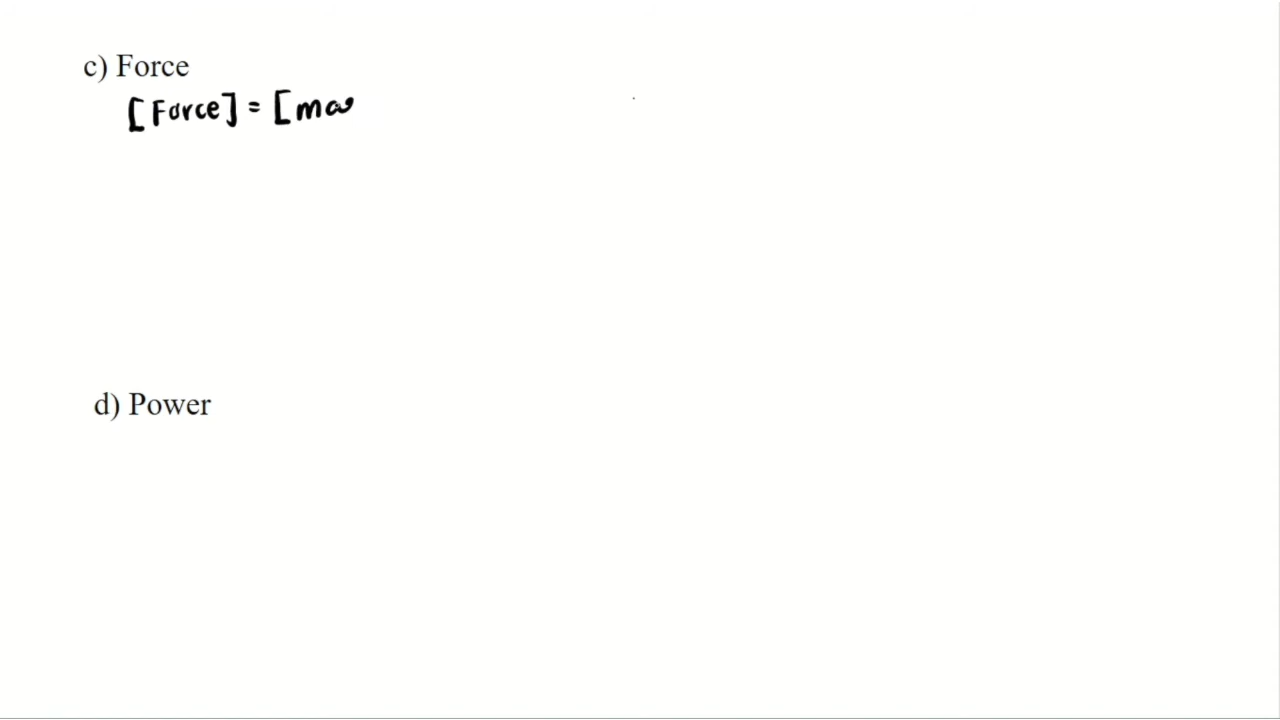 c) Force
[Force] = [ma
d) Power